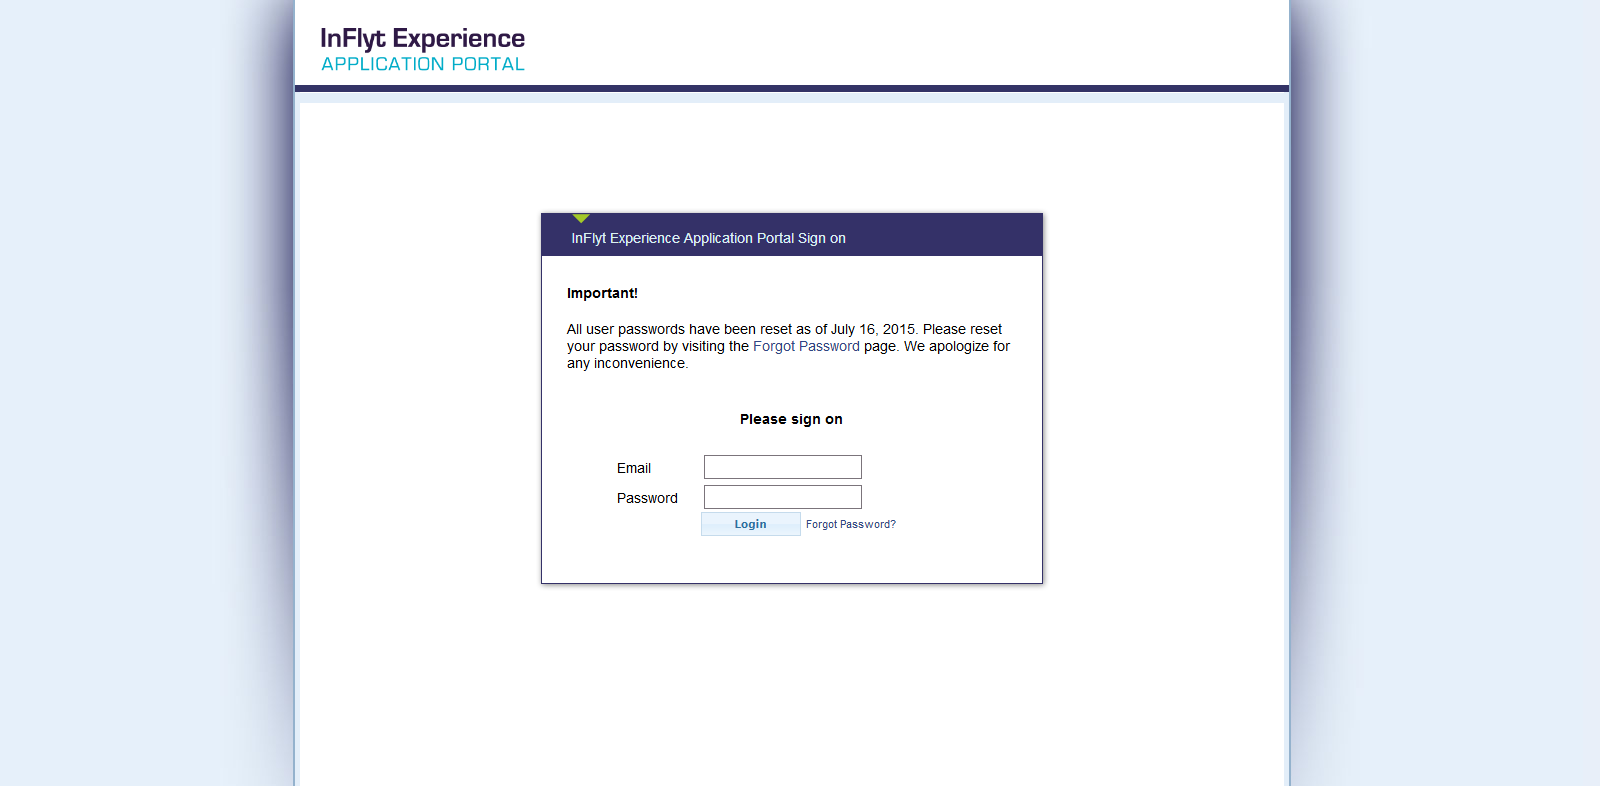 InFlyt Experience
APPLICATION PORTAL
InFlyt Experience Application Portal Sign on
Important!
All user passwords have been reset as of July 16, 2015. Please reset
your password by visiting the Forgot Password page. We apologize for
any inconvenience.
Please sign on
Email
Password
Login Forgot Password?